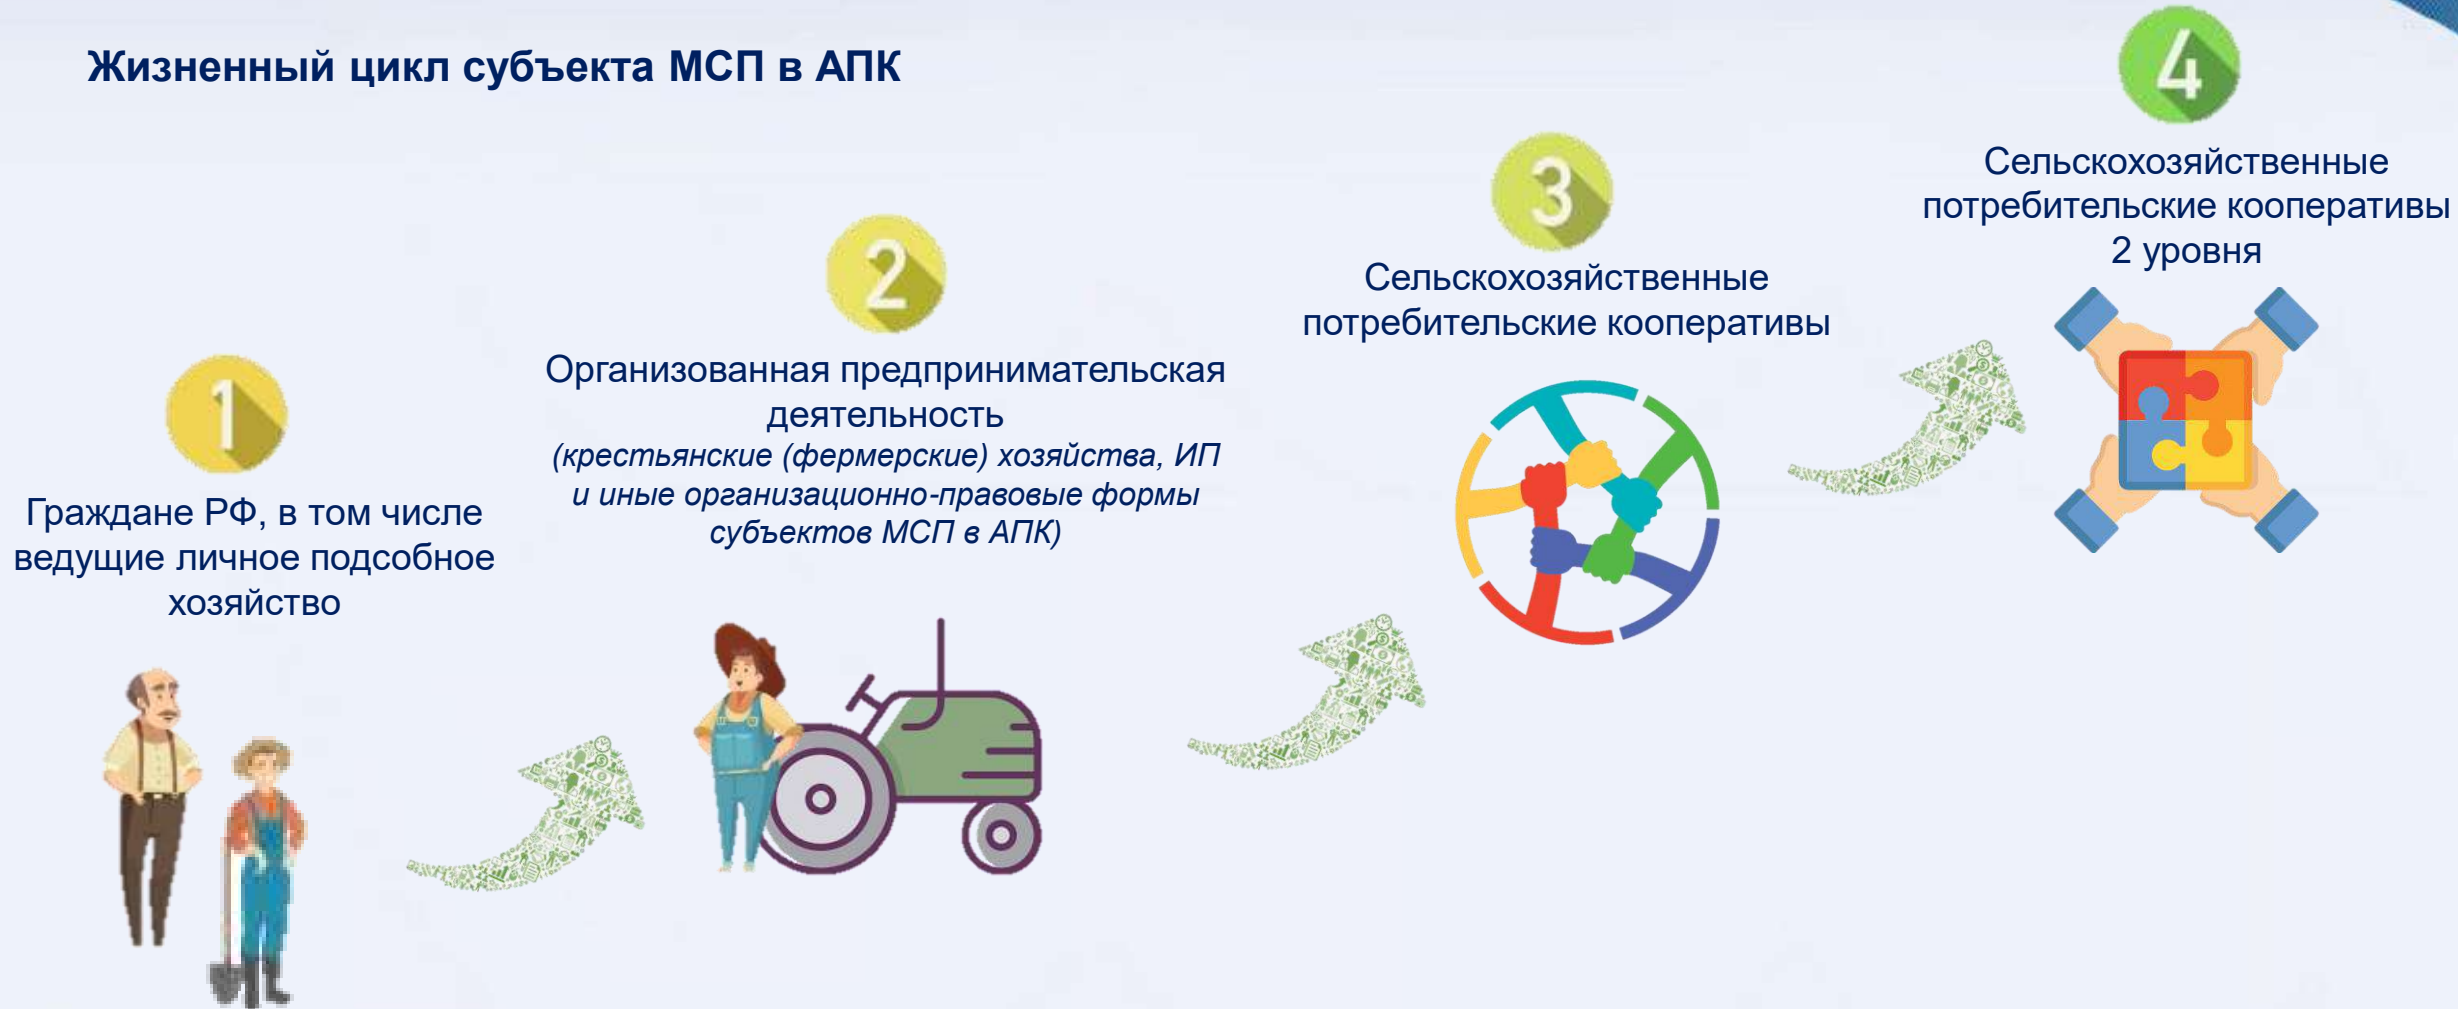 Жизненный цикл субъекта МСП в АПК
1
Граждане РФ, в том числе
ведущие личное подсобное
хозяйство
2
Организованная предпринимательская
деятельность
(крестьянские (фермерские) хозяйства, ИП
и иные организационно-правовые формы
субъектов МСП в АПК)
3
Сельскохозяйственные
потребительские кооперативы
4
Сельскохозяйственные
потребительские кооперативы
2 уровня